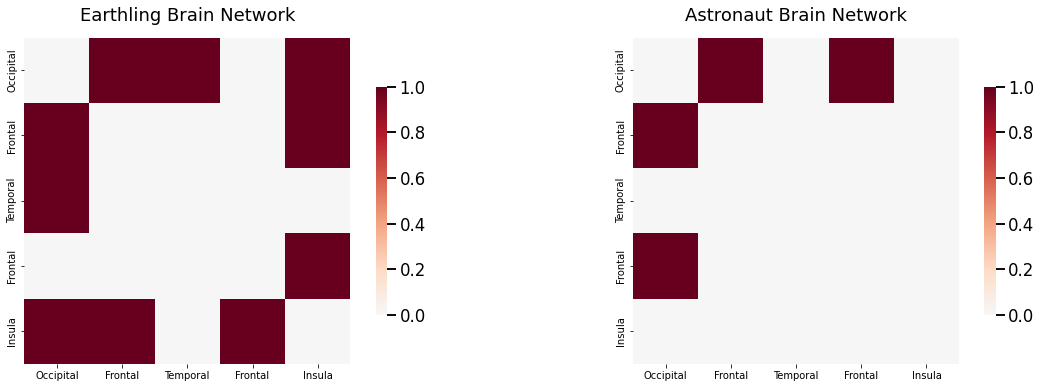 Earthling Brain Network
Astronaut Brain Network
Occipital
Frontal
Temporal
Frontal
Insula
Occipital
Frontal
Temporal
Frontal
Insula
1.0
0.8
0.6
0.4
0.2
0.0
Occipital
Frontal
Temporal
Frontal
Insula
Occipital
Frontal
Temporal
Frontal
Insula
1.0
0.8
0.6
0.4
0.2
0.0